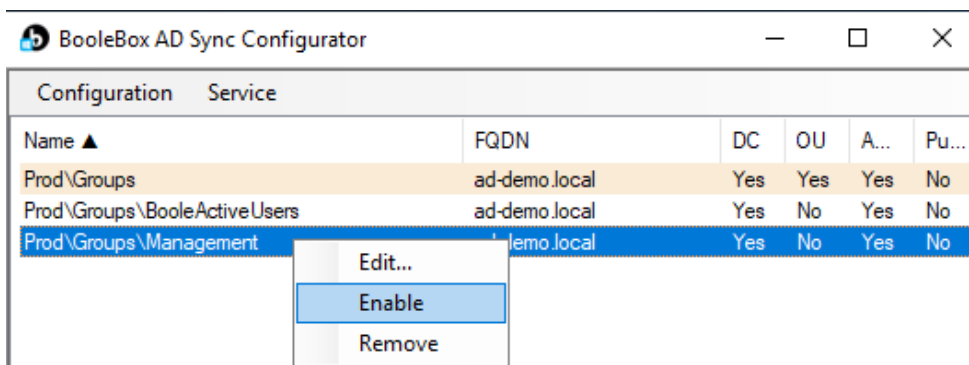 BooleBox AD Sync Configurator
Configuration Service
Name ▲ FQDN DC OU A... Pu...
Prod\Groups ad-demo.local Yes Yes Yes No
Prod\Groups\BooleActiveUsers ad-demo.local Yes No Yes No
Prod\Groups\Management demo.local Yes No Yes No
Edit...
Enable
Remove